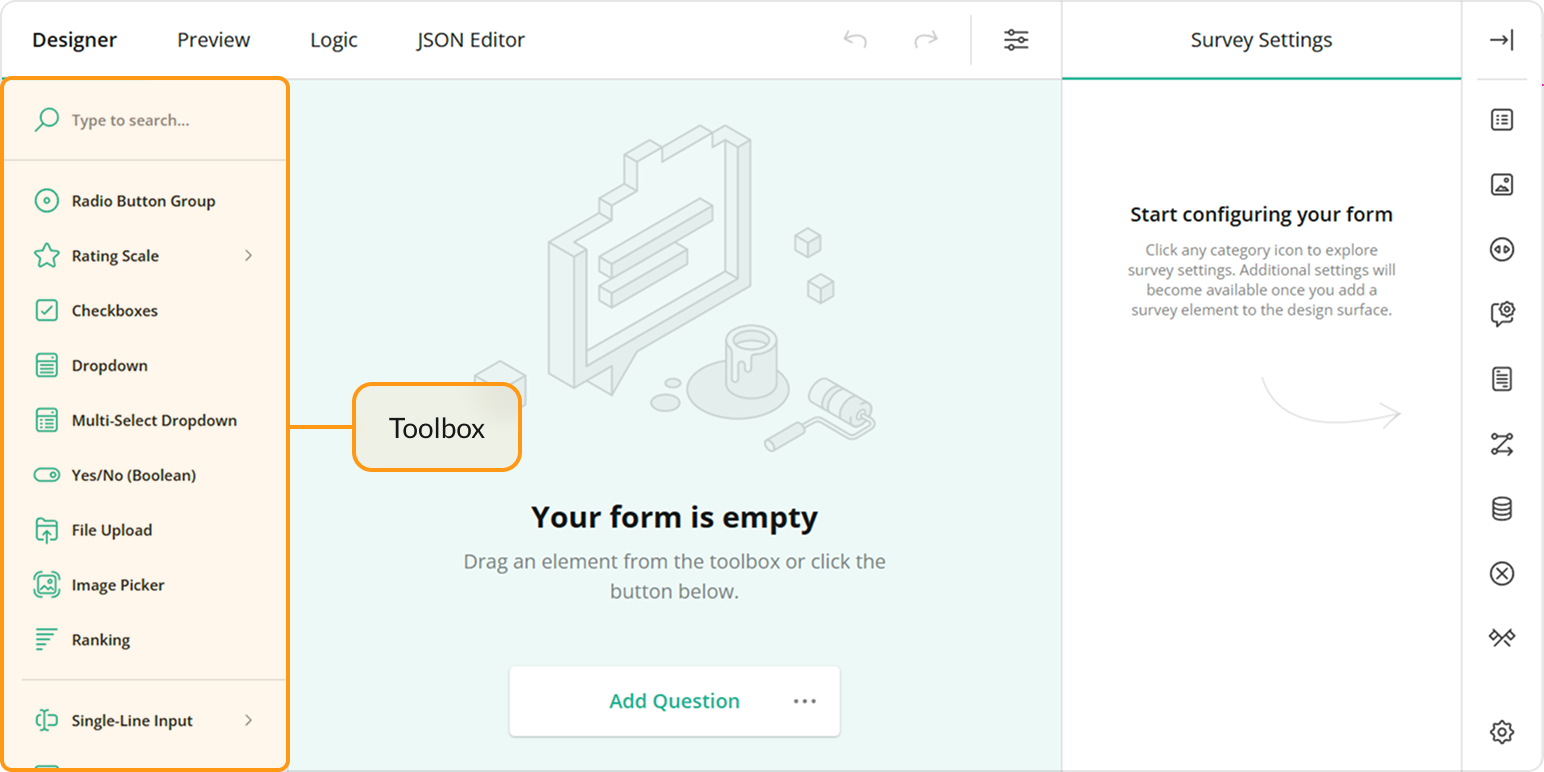 Designer
Preview
Logic
JSON Editor
Survey Settings
Type to search...
Radio Button Group
Rating Scale
Checkboxes
Dropdown
Multi-Select Dropdown
Yes/No (Boolean)
File Upload
Image Picker
Ranking
Single-Line Input
Toolbox
Your form is empty
Drag an element from the toolbox or click the
button below.
Add Question
Start configuring your form
Click any category icon to explore
survey settings. Additional settings will
become available once you add a
survey element to the design surface.